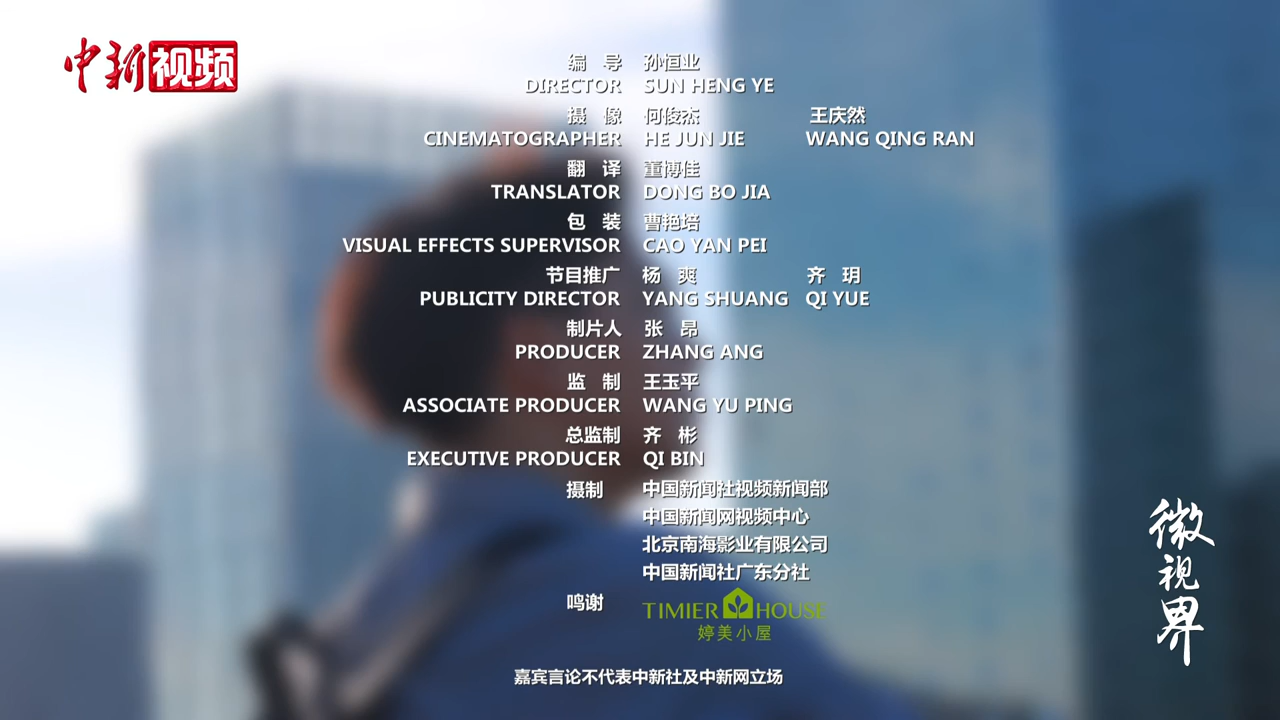 中新视频
编 导 孙恒业
DIRECTOR SUN HENG YE
摄 像 何俊杰 王庆然
CINEMATOGRAPHER HE JUN JIE WANG QING RAN
翻 译 董博佳
TRANSLATOR DONG BO JIA
包 装 曹艳培
VISUAL EFFECTS SUPERVISOR CAO YAN PEI
节目推广 杨 爽 齐 玥
PUBLICITY DIRECTOR YANG SHUANG QI YUE
制片人 张 昂
PRODUCER ZHANG ANG
监 制 王玉平
ASSOCIATE PRODUCER WANG YU PING
总监制 齐 彬
EXECUTIVE PRODUCER QI BIN
摄制 中国新闻社视频新闻部
中国新闻网视频中心
北京南海影业有限公司
中国新闻社广东分社
鸣谢 TIMIER HOUSE
婷美小屋
嘉宾言论不代表中新社及中新网立场
微视界